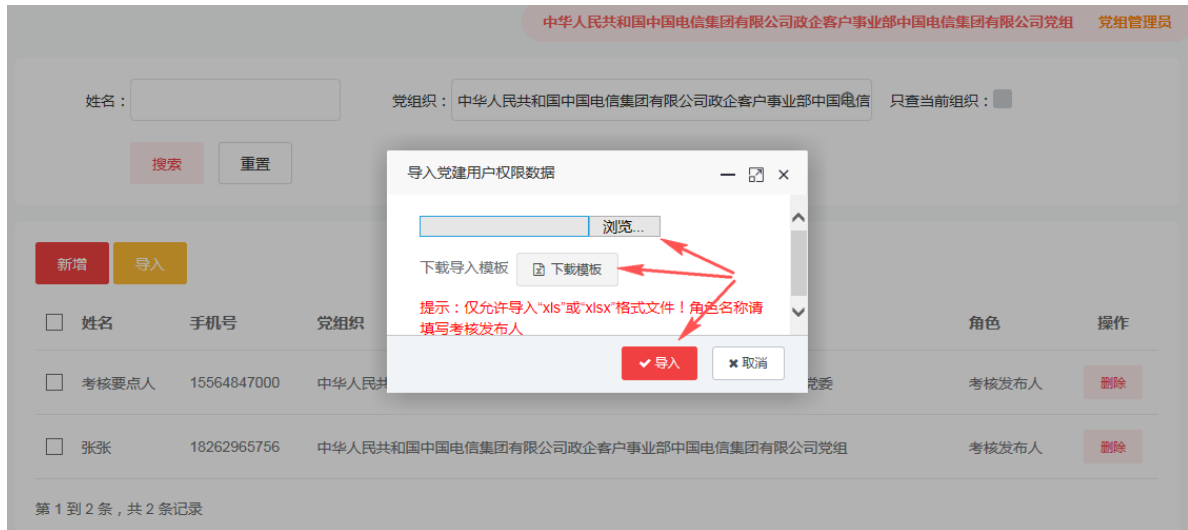 中华人民共和国中国电信集团有限公司政企客户事业部中国电信集团有限公司党组 党组管理员
姓名： 党组织： 中华人民共和国中国电信集团有限公司政企客户事业部中国电信 只查当前组织：
搜索 重置
导入党建用户权限数据
浏览...
下载导入模板 下载模板
提示：仅允许导入“xls”或“xlsx”格式文件！角色名称请
填写考核发布人
导入 取消
新增 导入
姓名 手机号 党组织 角色 操作
考核要点人 15564847000 中华人民共 党委 考核发布人 删除
张张 18262965756 中华人民共和国中国电信集团有限公司政企客户事业部中国电信集团有限公司党组 考核发布人 删除
第 1 到 2 条，共 2 条记录